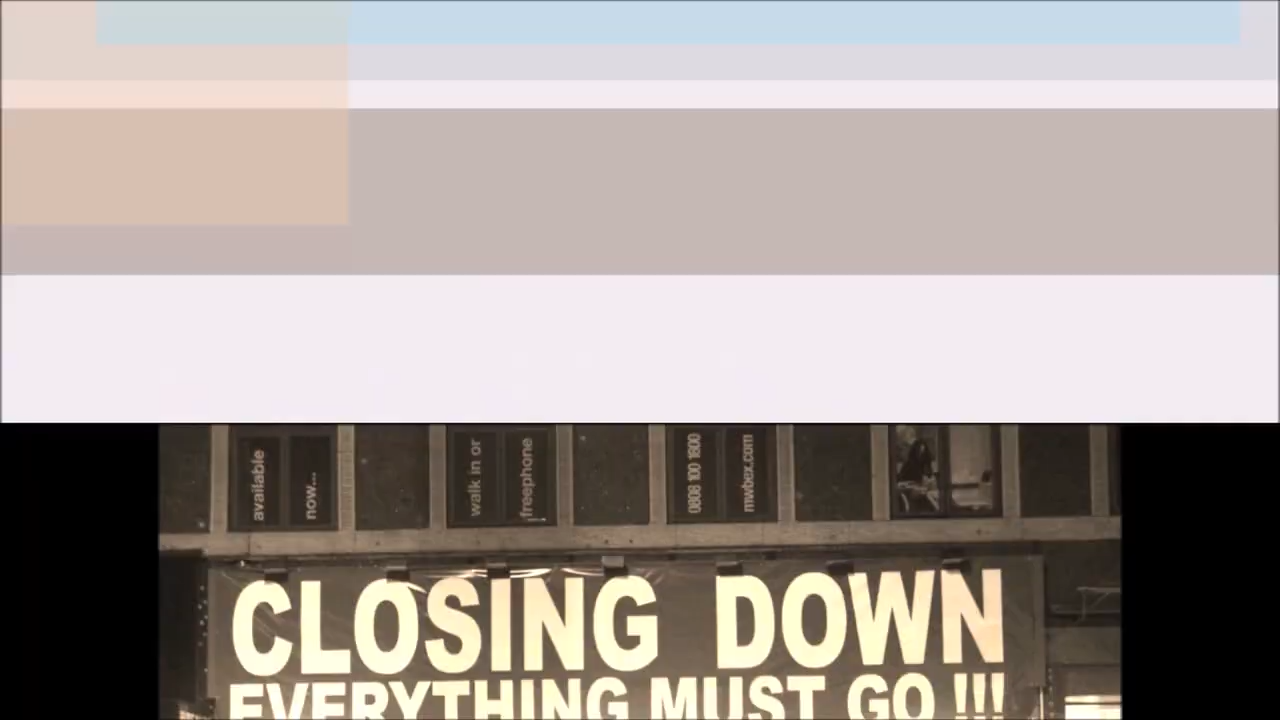 available
now...
walk in or
freephone
0808 100 1800
mwbex.com
CLOSING DOWN
EVERYTHING MUST GO !!!